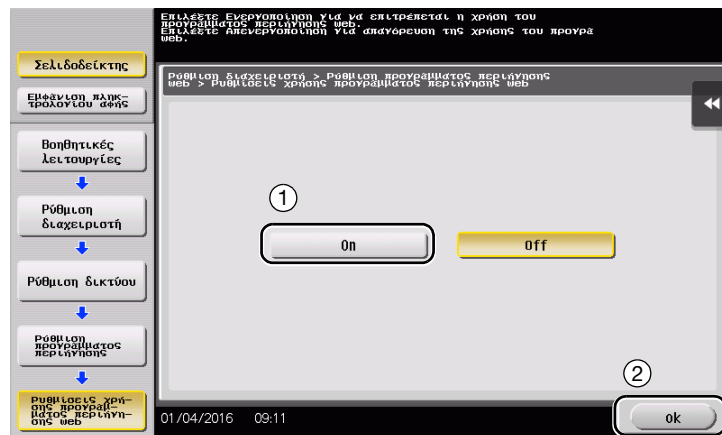 Επιλέξτε Ενεργοποίηση για να επιτρέπεται η χρήση του
προγράμματος περιήγησης web.
Επιλέξτε Απενεργοποίηση για απαγόρευση της χρήσης του προγρά
web.
Σελιδοδείκτης
Εμφάνιση πληκ-
τρολογίου αφής
Ρύθμιση διαχειριστή > Ρύθμιση προγράμματος περιήγησης
web > Ρυθμίσεις χρήσης προγράμματος περιήγησης web
Βοηθητικές
λειτουργίες
Ρύθμιση
διαχειριστή
Ρύθμιση δικτύου
Ρύθμιση
προγράμματος
περιήγησης
Ρυθμίσεις χρή-
σης προγράμ-
ματος περιήγη-
σης web
1
On
Off
2
01/04/2016 09:11
ok